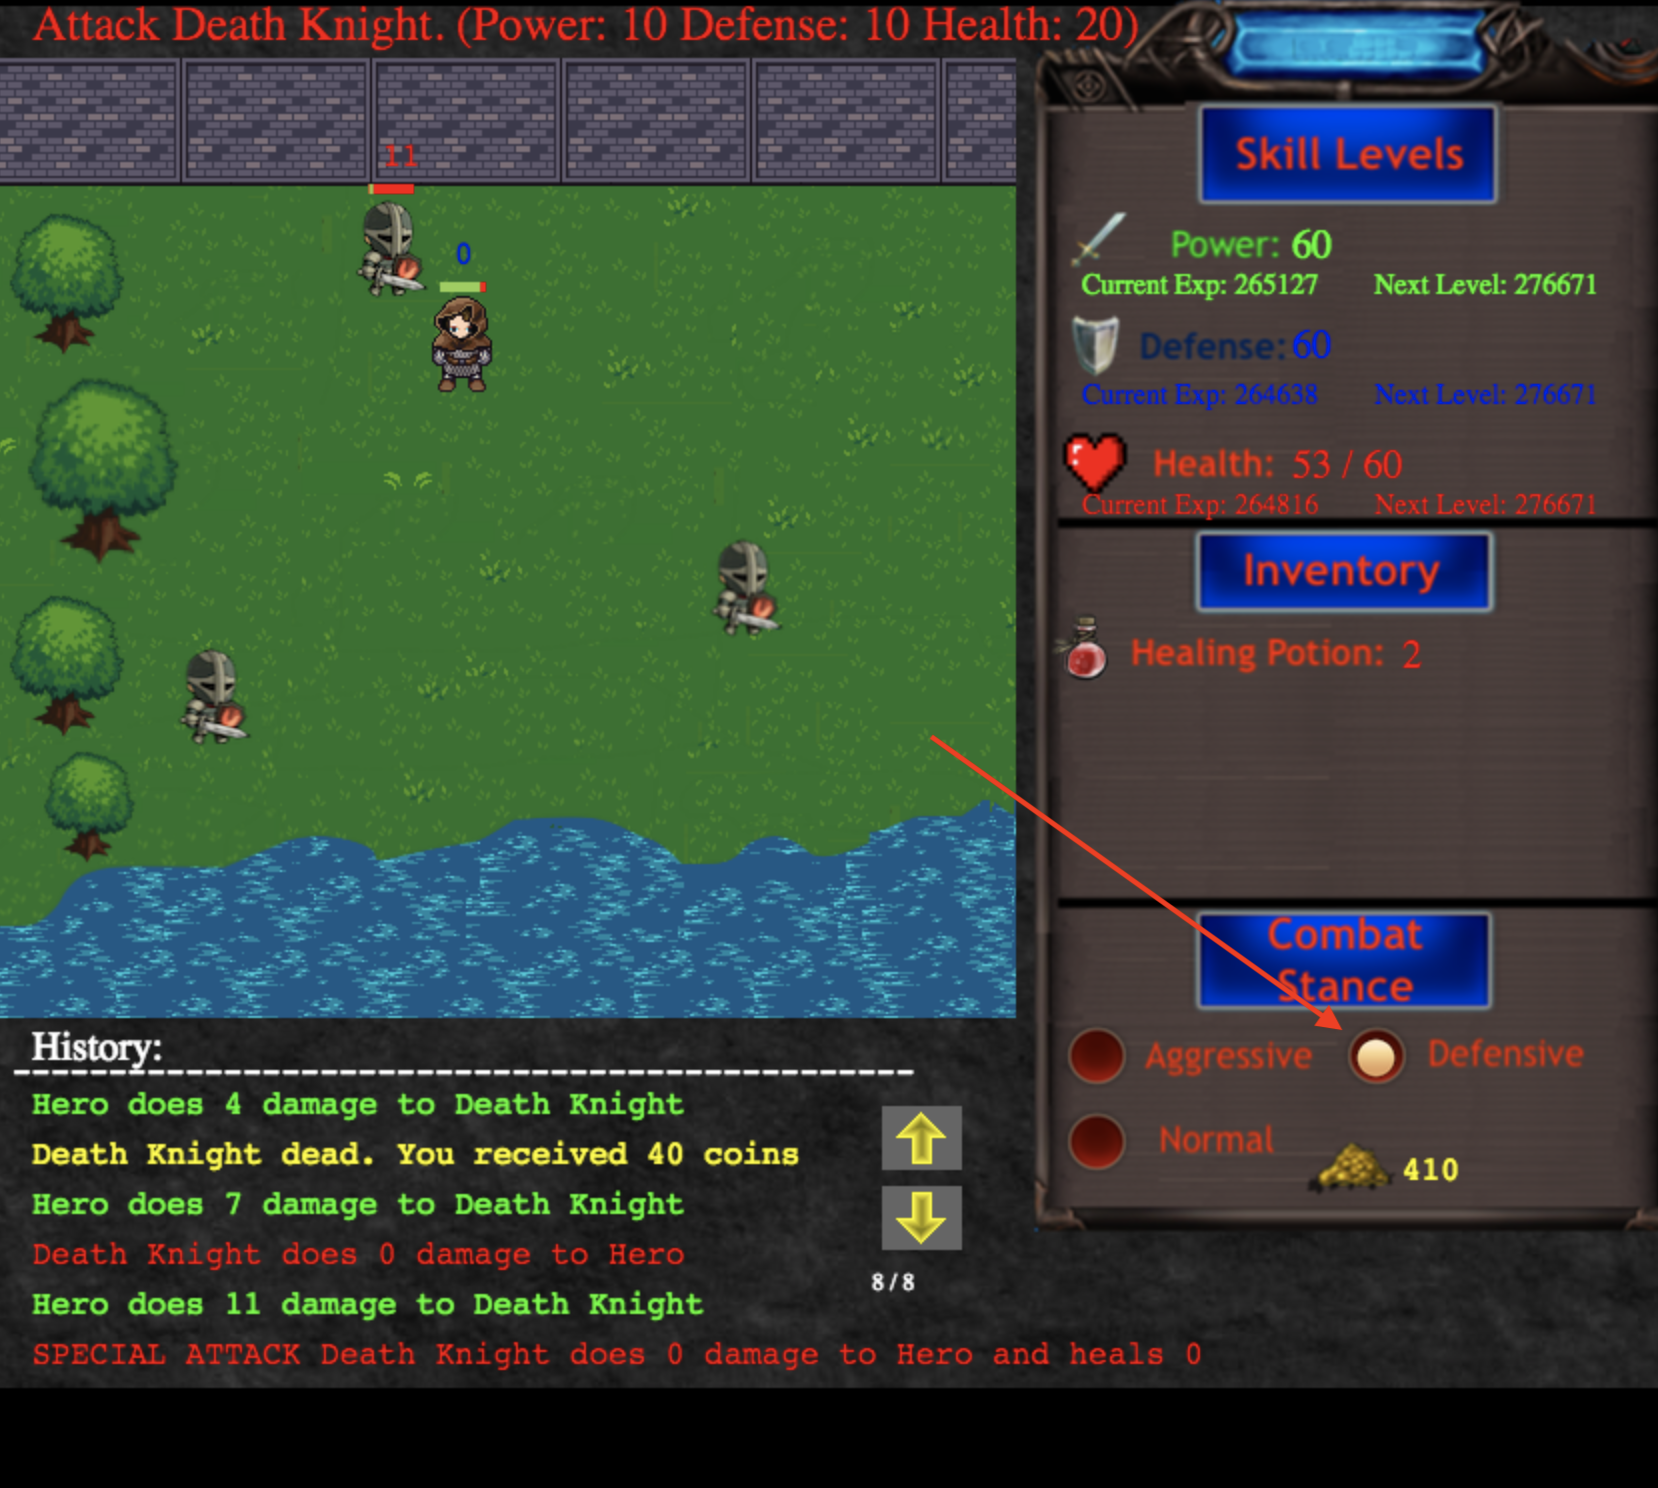 Attack Death Knight. (Power: 10 Defense: 10 Health: 20)
11
0
Skill Levels
Power: 60
Current Exp: 265127 Next Level: 276671
Defense: 60
Current Exp: 264638 Next Level: 276671
Health: 53 / 60
Current Exp: 264816 Next Level: 276671
Inventory
Healing Potion: 2
Combat
Stance
Aggressive Defensive
Normal
410
History:
Hero does 4 damage to Death Knight
Death Knight dead. You received 40 coins
Hero does 7 damage to Death Knight
Death Knight does 0 damage to Hero
Hero does 11 damage to Death Knight
SPECIAL ATTACK Death Knight does 0 damage to Hero and heals 0
8/8